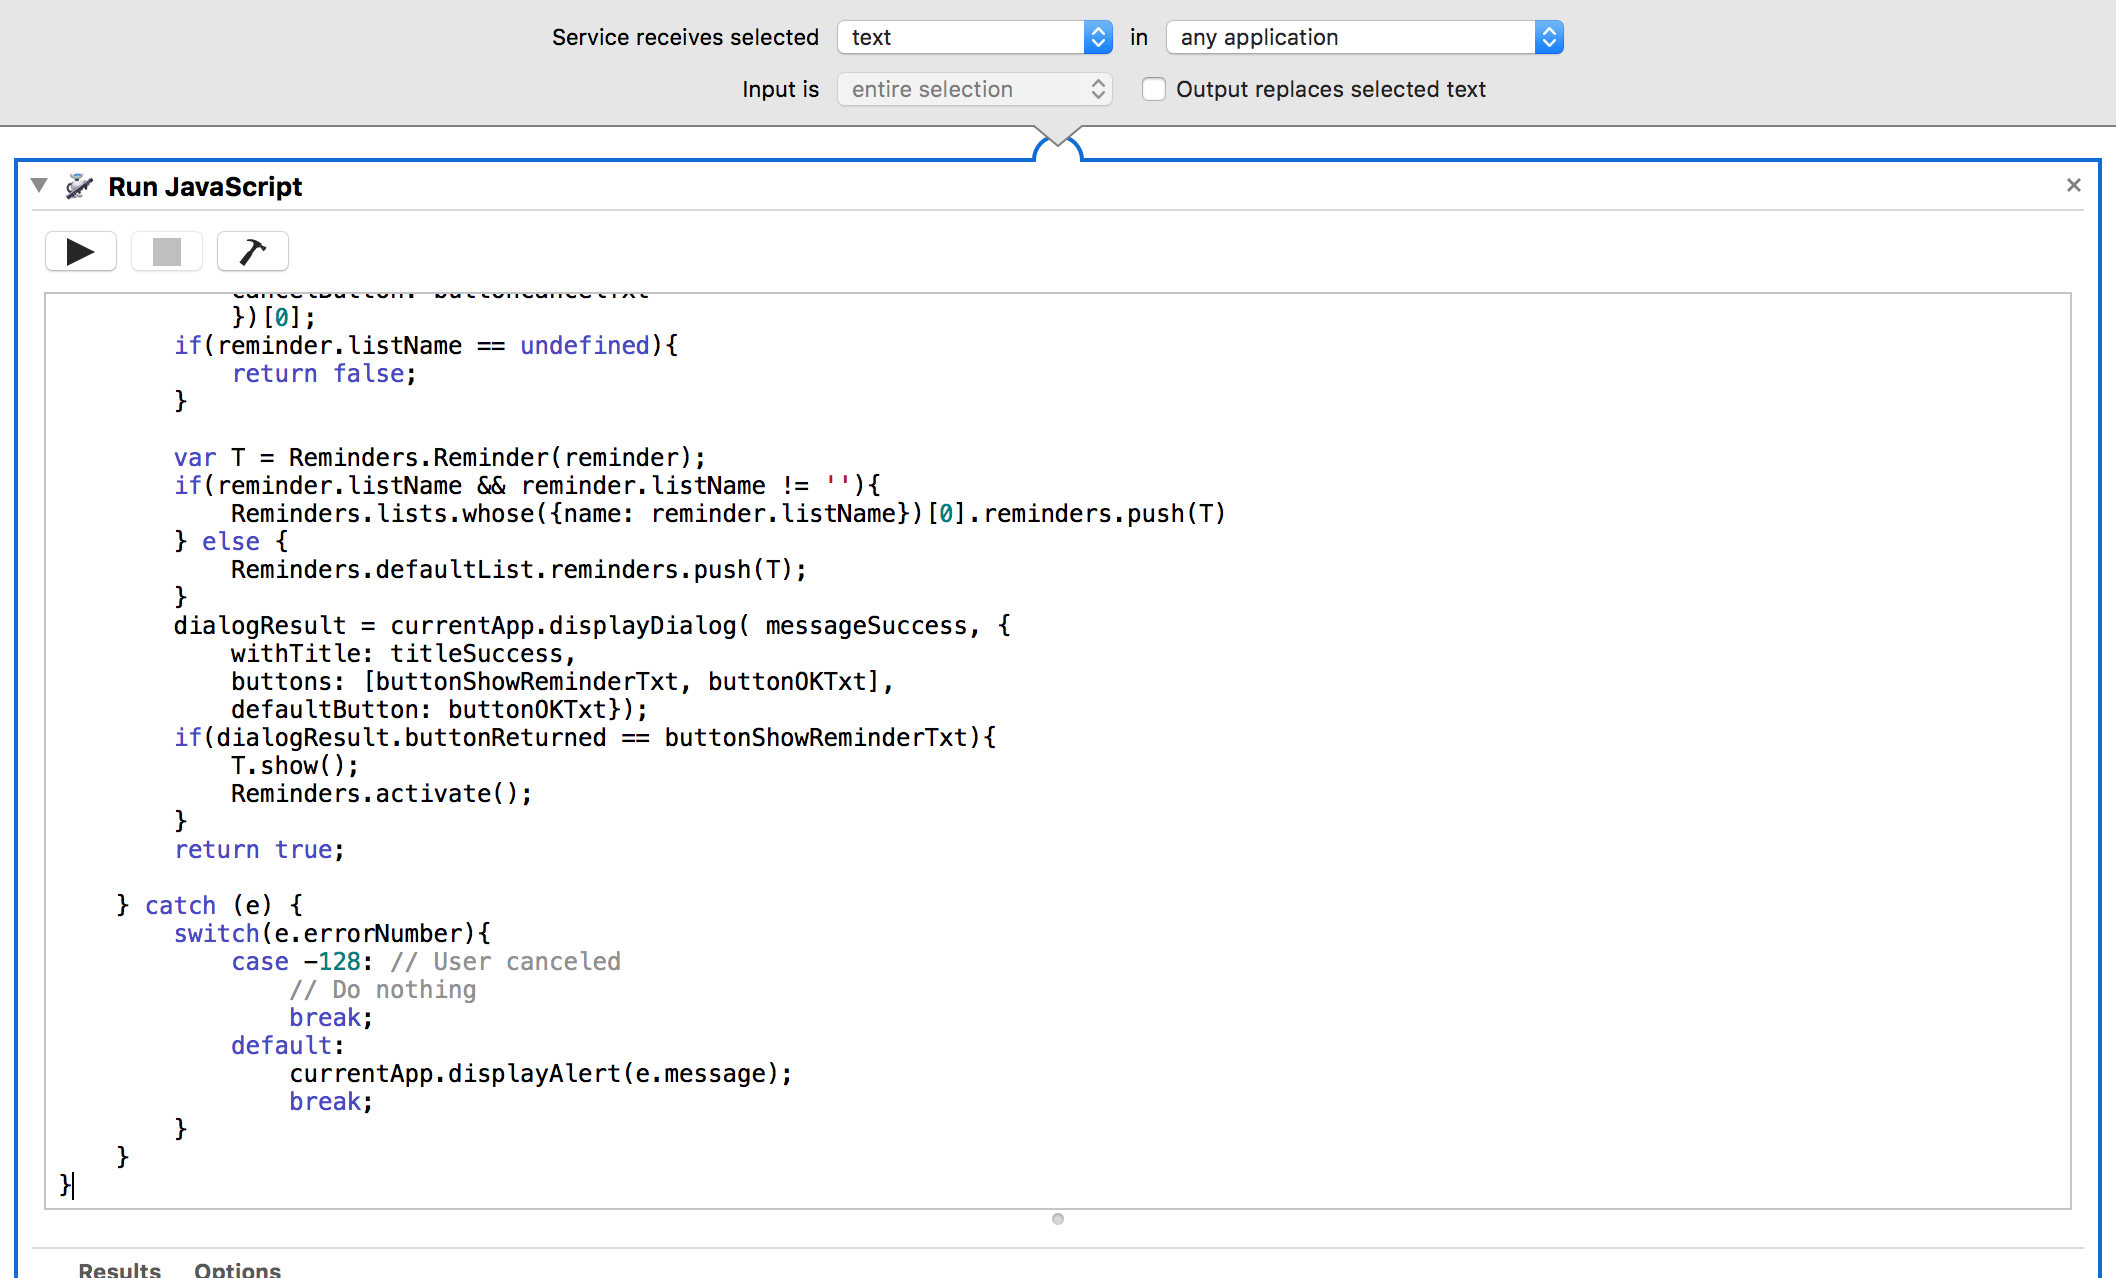 Service receives selected text in any application
Input is entire selection Output replaces selected text
Run JavaScript
cancelButton: buttonCancelTxt
})[0];
if(reminder.listName == undefined){
return false;
}
var T = Reminders.Reminder(reminder);
if(reminder.listName && reminder.listName != ''){
Reminders.lists.whose({name: reminder.listName})[0].reminders.push(T)
} else {
Reminders.defaultList.reminders.push(T);
}
dialogResult = currentApp.displayDialog( messageSuccess, {
withTitle: titleSuccess,
buttons: [buttonShowReminderTxt, buttonOKTxt],
defaultButton: buttonOKTxt});
if(dialogResult.buttonReturned == buttonShowReminderTxt){
T.show();
Reminders.activate();
}
return true;
} catch (e) {
switch(e.errorNumber){
case -128: // User canceled
// Do nothing
break;
default:
currentApp.displayAlert(e.message);
break;
}
}
}
Results Options